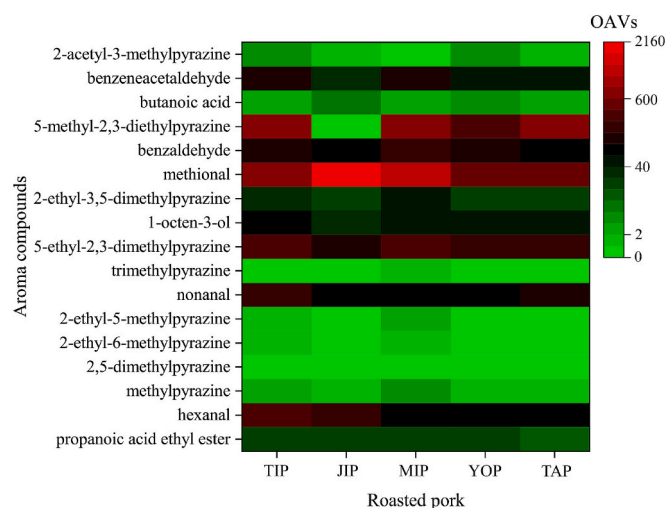 OAVs
2160
600
40
2
0
Aroma compounds
2-acetyl-3-methylpyrazine
benzeneacetaldehyde
butanoic acid
5-methyl-2,3-diethylpyrazine
benzaldehyde
methional
2-ethyl-3,5-dimethylpyrazine
1-octen-3-ol
5-ethyl-2,3-dimethylpyrazine
trimethylpyrazine
nonanal
2-ethyl-5-methylpyrazine
2-ethyl-6-methylpyrazine
2,5-dimethylpyrazine
methylpyrazine
hexanal
propanoic acid ethyl ester
TIP JIP MIP YOP TAP
Roasted pork